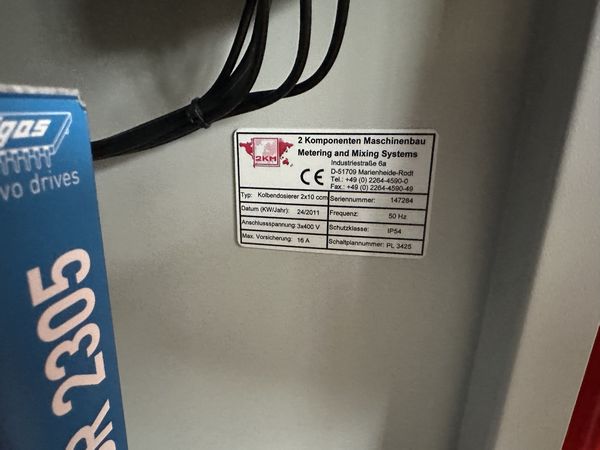 2KM
2 Komponenten Maschinenbau
Metering and Mixing Systems
Industriestraße 6a
D-51709 Marienheide-Rodt
Tel.: +49 (0) 2264-4590-0
Fax.: +49 (0) 2264-4590-49
CE
Typ: Kolbendosierer 2x10 ccm Seriennummer: 147284
Datum (KW/Jahr): 24/2011 Frequenz: 50 Hz
Anschlussspannung: 3x400 V Schutzklasse: IP54
Max. Vorsicherung: 16 A Schaltplannummer: PL 3425
gas
vo drives
R 2305